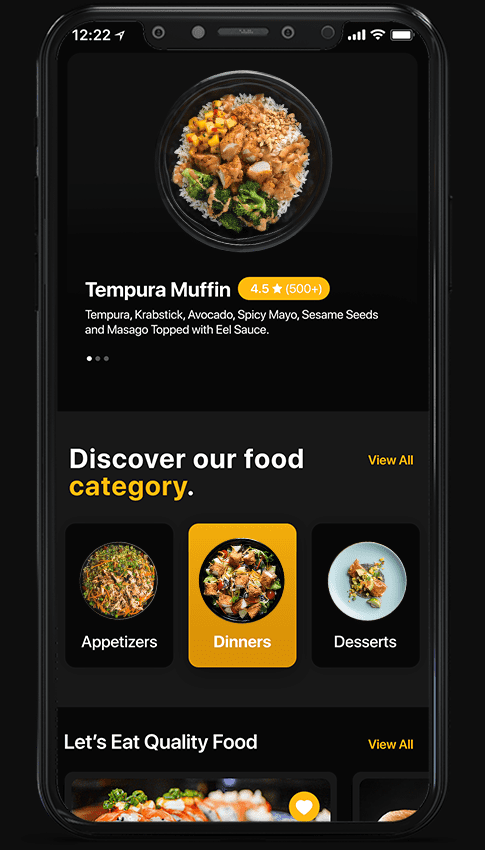 12:22
Tempura Muffin 4.5 ★ (500+)
Tempura, Krabstick, Avocado, Spicy Mayo, Sesame Seeds
and Masago Topped with Eel Sauce.
Discover our food
category.
View All
Appetizers
Dinners
Desserts
Let's Eat Quality Food
View All